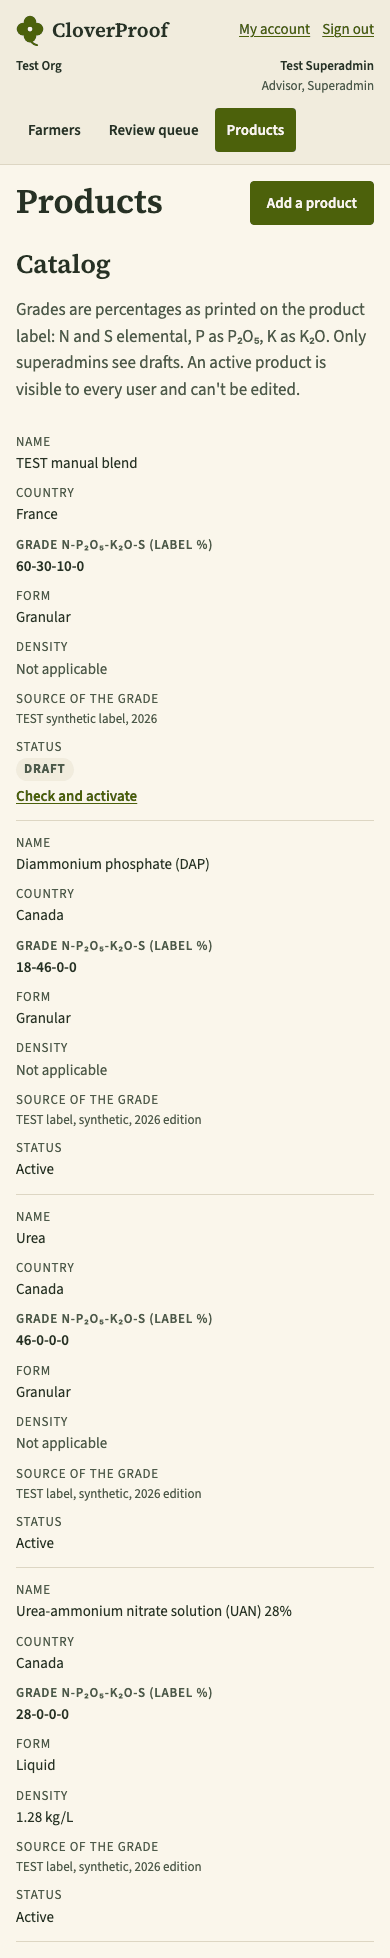 CloverProof
My account Sign out
Test Org
Test Superadmin
Advisor, Superadmin
Farmers Review queue Products
Products
Add a product
Catalog
Grades are percentages as printed on the product
label: N and S elemental, P as P₂O₅, K as K₂O. Only
superadmins see drafts. An active product is
visible to every user and can't be edited.
NAME
TEST manual blend
COUNTRY
France
GRADE N-P₂O₅-K₂O-S (LABEL %)
60-30-10-0
FORM
Granular
DENSITY
Not applicable
SOURCE OF THE GRADE
TEST synthetic label, 2026
STATUS
DRAFT
Check and activate
NAME
Diammonium phosphate (DAP)
COUNTRY
Canada
GRADE N-P₂O₅-K₂O-S (LABEL %)
18-46-0-0
FORM
Granular
DENSITY
Not applicable
SOURCE OF THE GRADE
TEST label, synthetic, 2026 edition
STATUS
Active
NAME
Urea
COUNTRY
Canada
GRADE N-P₂O₅-K₂O-S (LABEL %)
46-0-0-0
FORM
Granular
DENSITY
Not applicable
SOURCE OF THE GRADE
TEST label, synthetic, 2026 edition
STATUS
Active
NAME
Urea-ammonium nitrate solution (UAN) 28%
COUNTRY
Canada
GRADE N-P₂O₅-K₂O-S (LABEL %)
28-0-0-0
FORM
Liquid
DENSITY
1.28 kg/L
SOURCE OF THE GRADE
TEST label, synthetic, 2026 edition
STATUS
Active